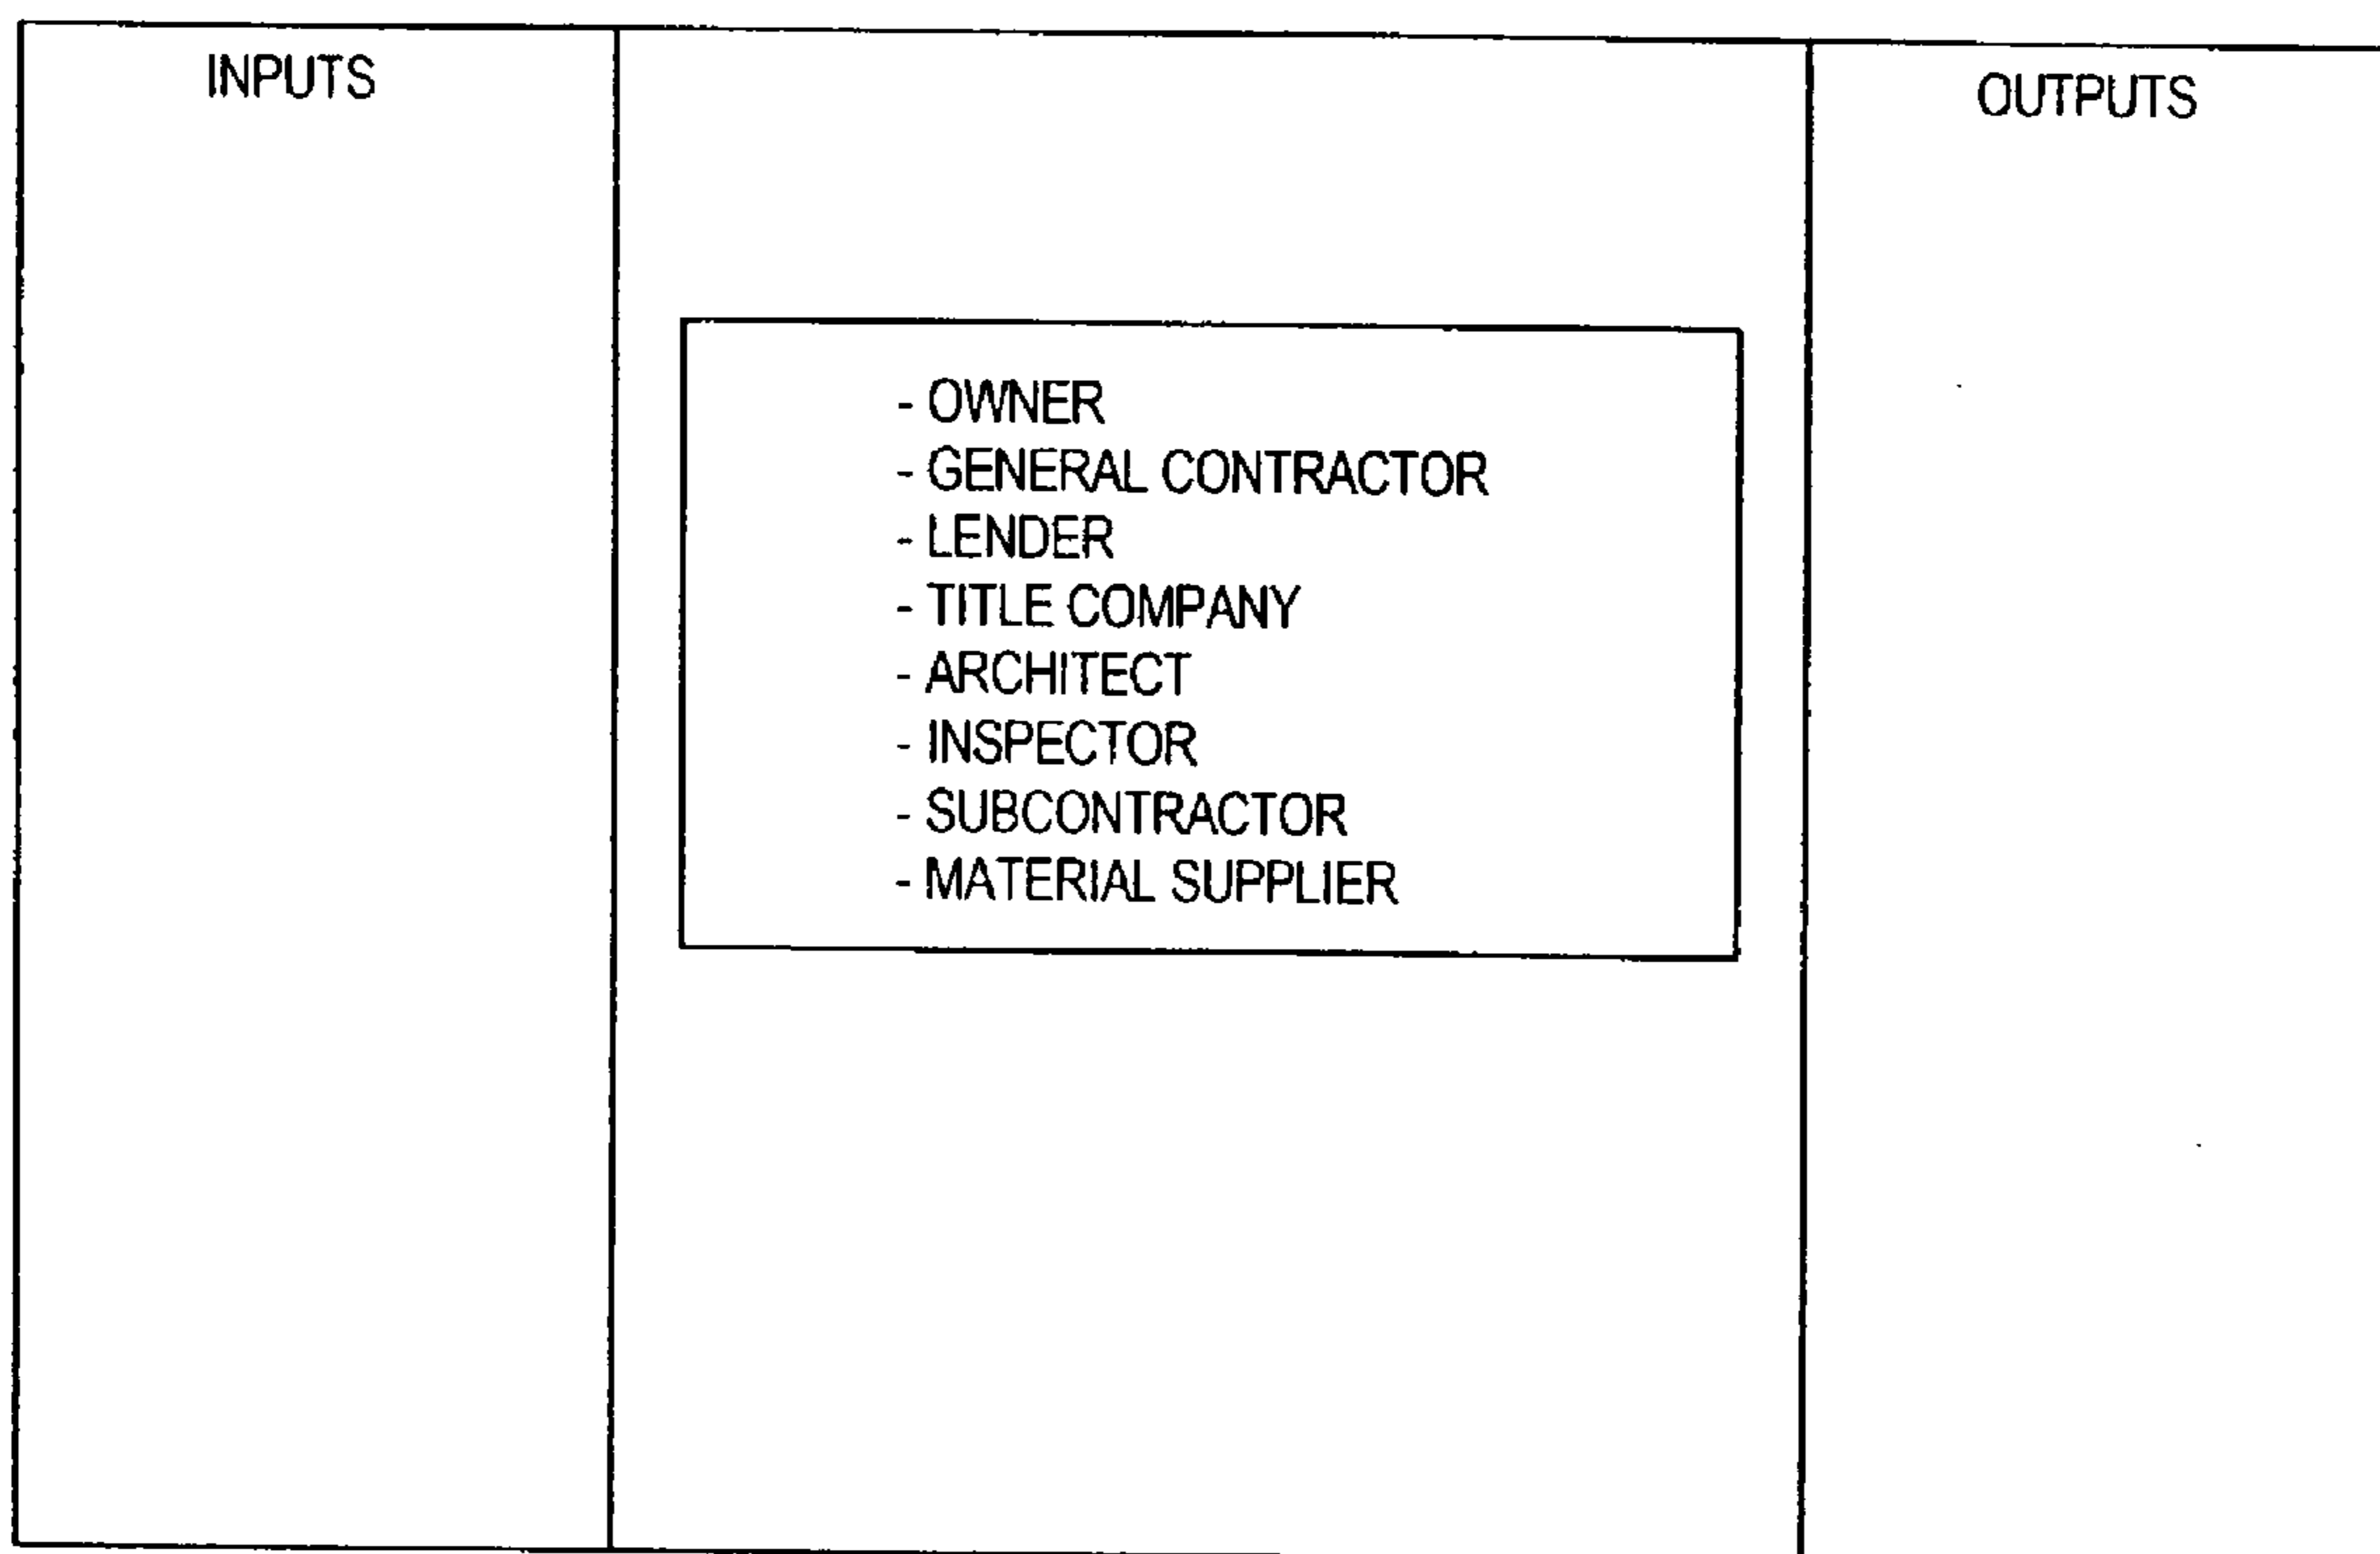 INPUTS
OUTPUTS
- OWNER
- GENERAL CONTRACTOR
- LENDER
- TITLE COMPANY
- ARCHITECT
- INSPECTOR
- SUBCONTRACTOR
- MATERIAL SUPPLIER